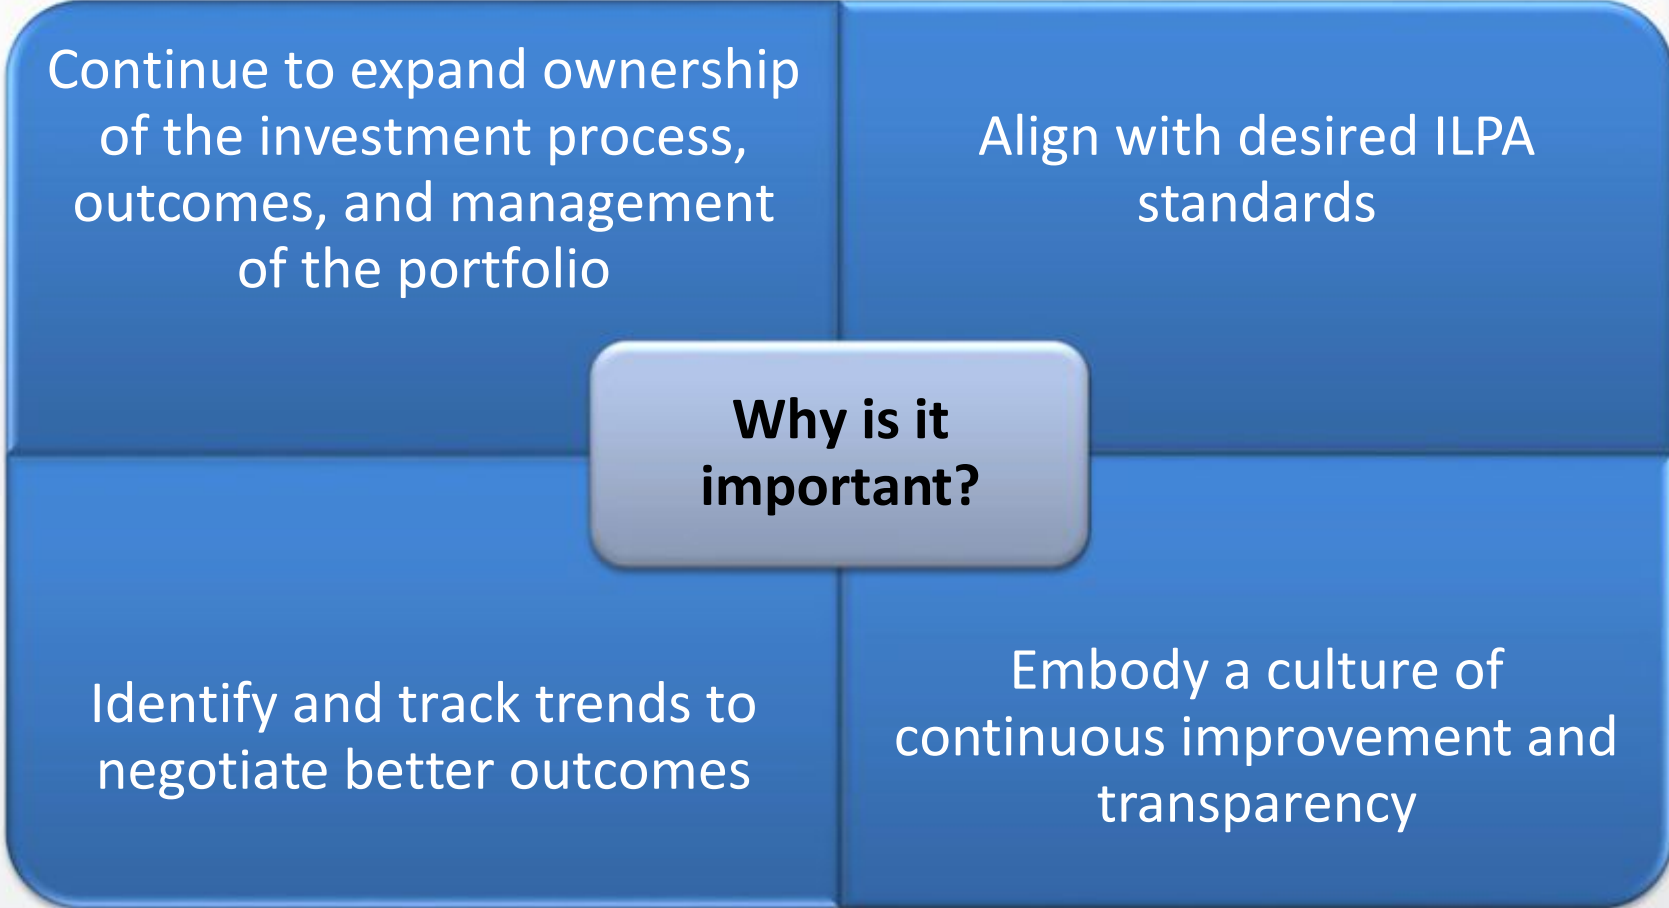 Continue to expand ownership
of the investment process,
outcomes, and management
of the portfolio
Align with desired ILPA
standards
Why is it
important?
Identify and track trends to
negotiate better outcomes
Embody a culture of
continuous improvement and
transparency